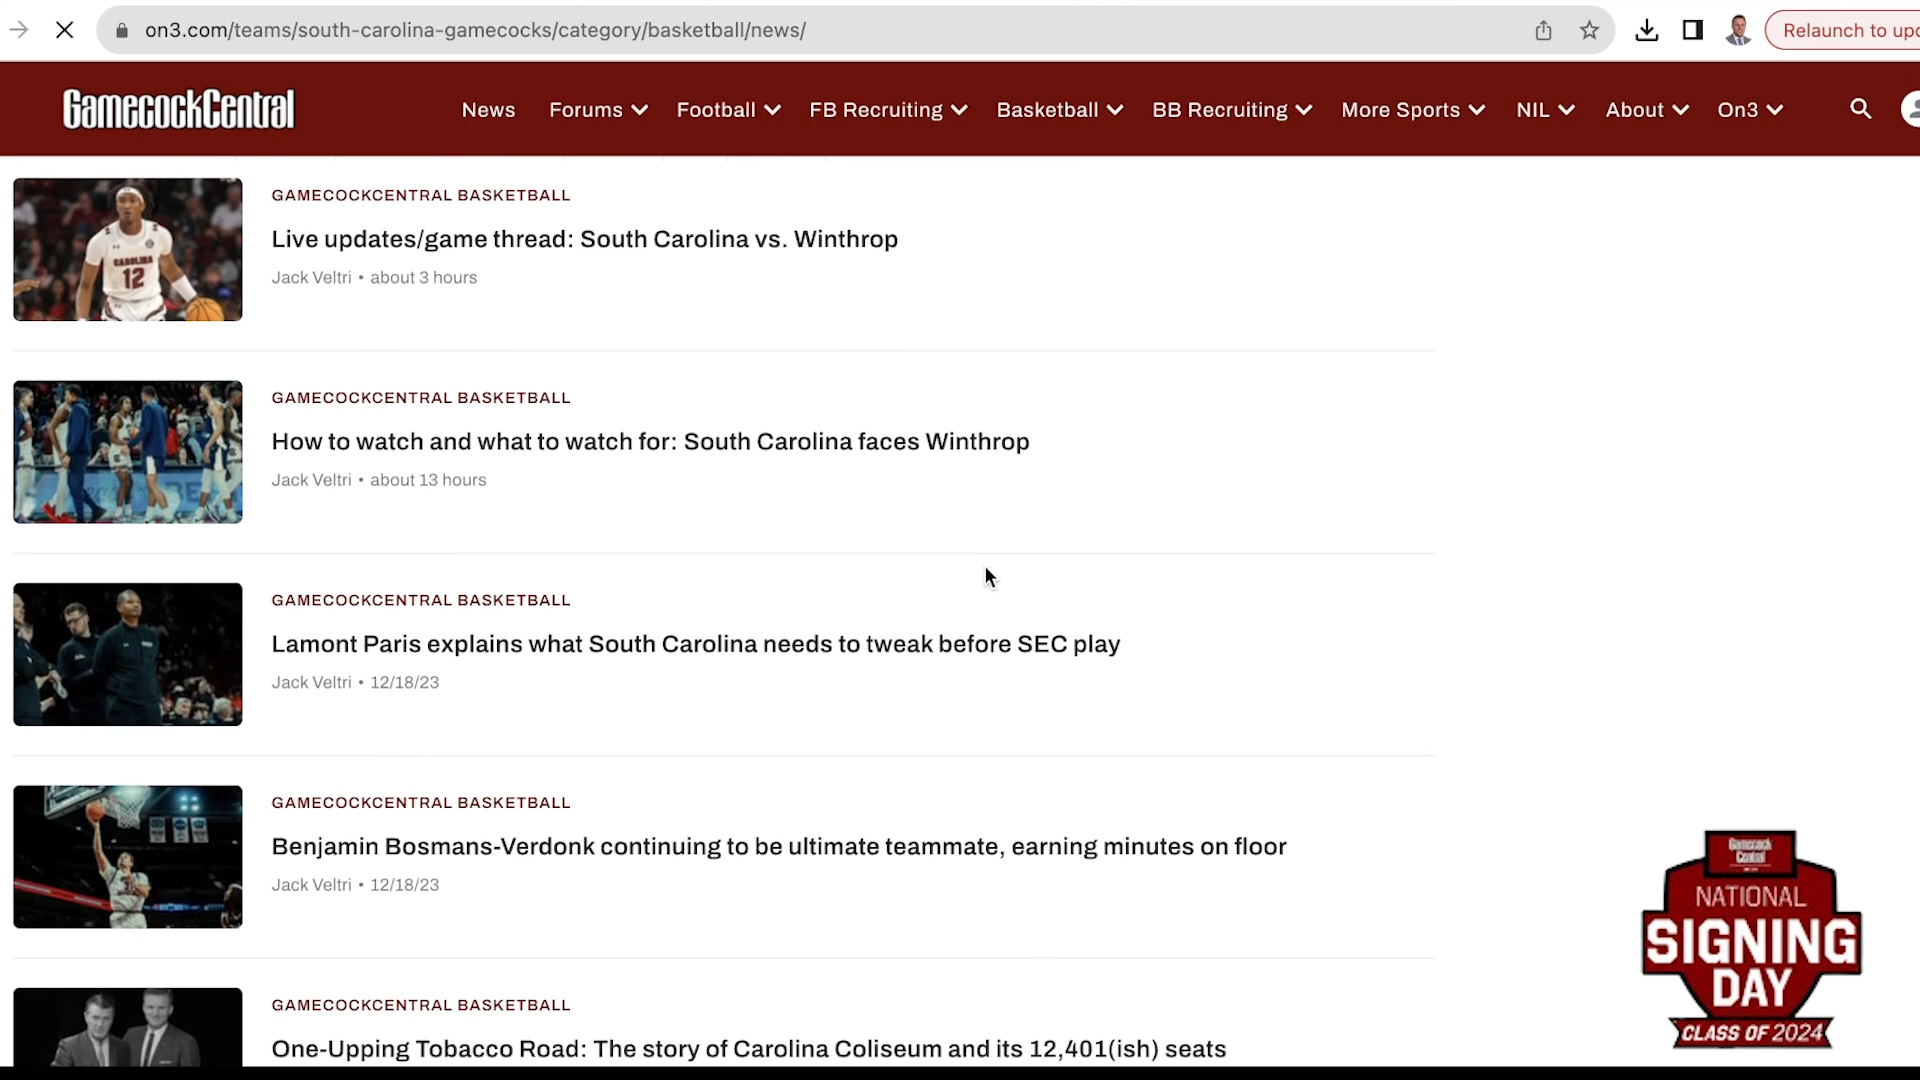 on3.com/teams/south-carolina-gamecocks/category/basketball/news/
Relaunch to upd
GamecockCentral
News Forums Football FB Recruiting Basketball BB Recruiting More Sports NIL About On3
GAMECOCKCENTRAL BASKETBALL
Live updates/game thread: South Carolina vs. Winthrop
Jack Veltri • about 3 hours
CAROLINA
12
GAMECOCKCENTRAL BASKETBALL
How to watch and what to watch for: South Carolina faces Winthrop
Jack Veltri • about 13 hours
GAMECOCKCENTRAL BASKETBALL
Lamont Paris explains what South Carolina needs to tweak before SEC play
Jack Veltri • 12/18/23
GAMECOCKCENTRAL BASKETBALL
Benjamin Bosmans-Verdonk continuing to be ultimate teammate, earning minutes on floor
Jack Veltri • 12/18/23
GAMECOCKCENTRAL BASKETBALL
One-Upping Tobacco Road: The story of Carolina Coliseum and its 12,401(ish) seats
Gamecock
Central
NATIONAL
SIGNING
DAY
CLASS OF 2024